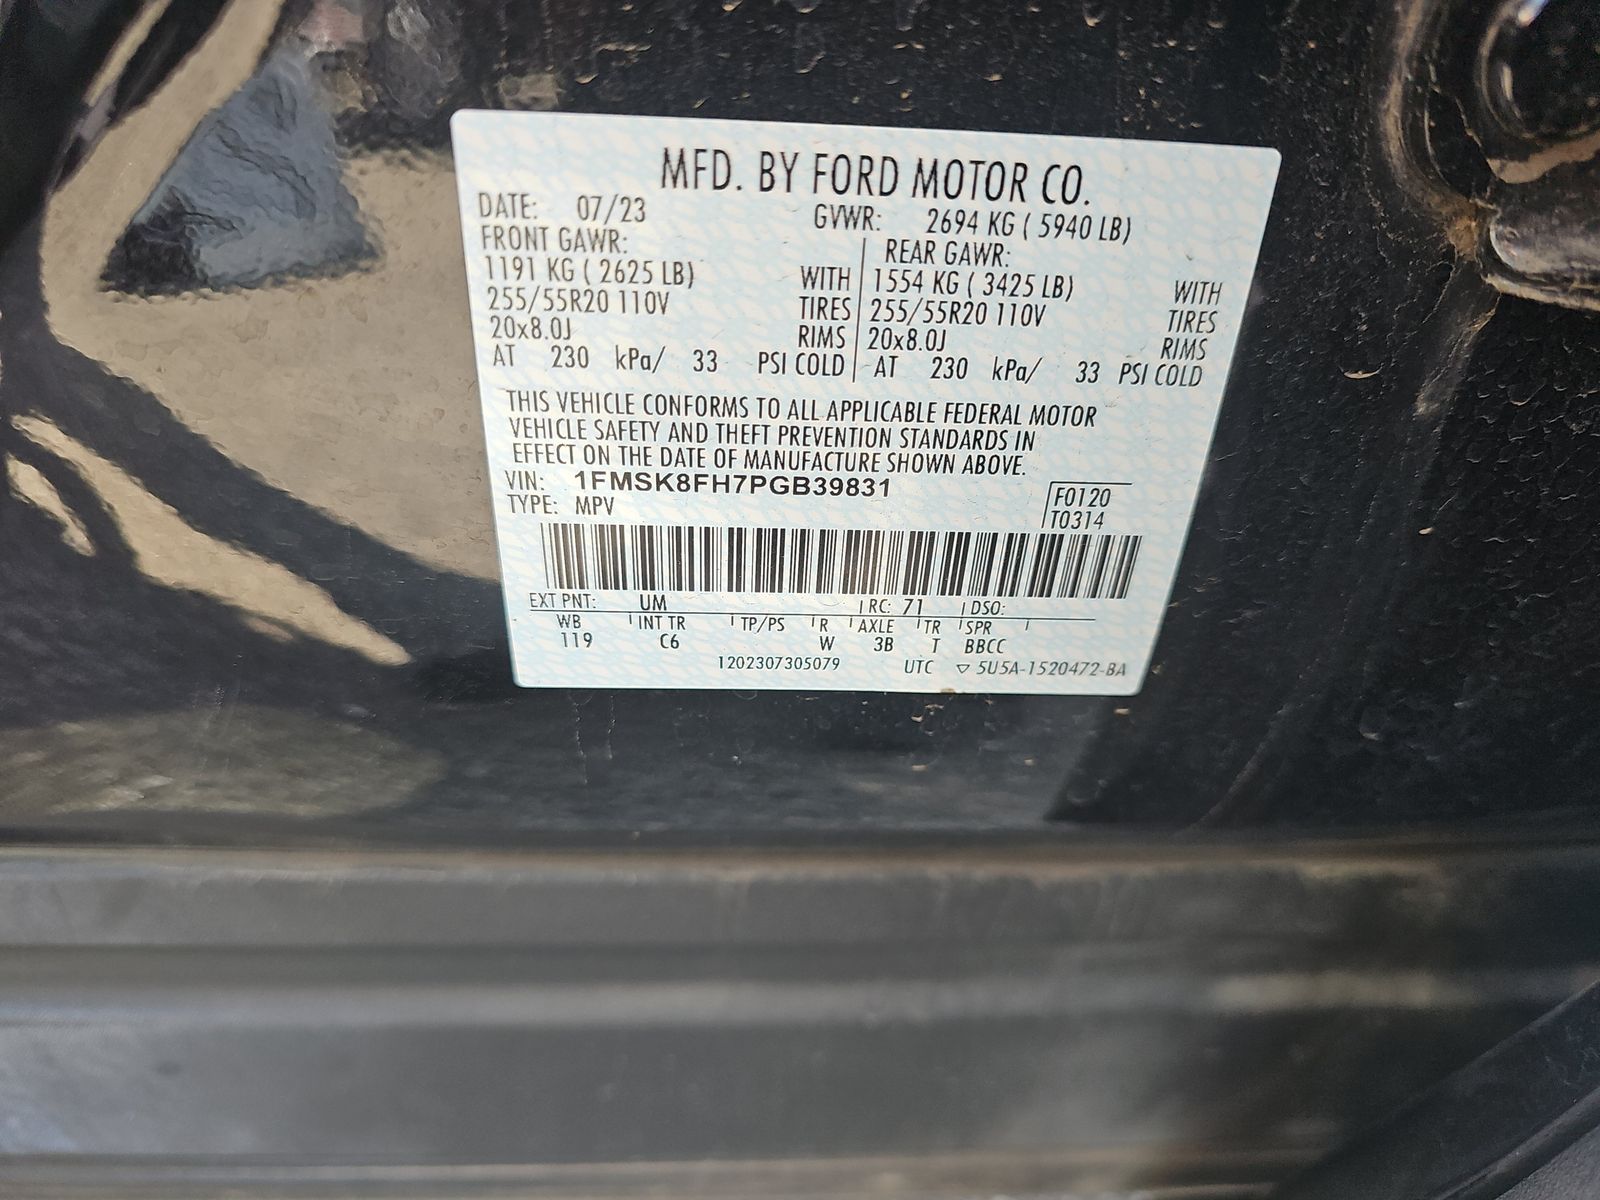 MFD. BY FORD MOTOR CO.
DATE: 07/23 GVWR: 2694 KG ( 5940 LB)
FRONT GAWR: REAR GAWR:
1191 KG ( 2625 LB) WITH 1554 KG ( 3425 LB) WITH
255/55R20 110V TIRES 255/55R20 110V TIRES
20x8.0J RIMS 20x8.0J RIMS
AT 230 kPa/ 33 PSI COLD AT 230 kPa/ 33 PSI COLD
THIS VEHICLE CONFORMS TO ALL APPLICABLE FEDERAL MOTOR
VEHICLE SAFETY AND THEFT PREVENTION STANDARDS IN
EFFECT ON THE DATE OF MANUFACTURE SHOWN ABOVE.
VIN: 1FMSK8FH7PGB39831
TYPE: MPV
F0120
T0314
EXT PNT: UM RC: 71 DSO:
WB INT TR TP/PS R AXLE TR SPR
119 C6 W 3B T BBCC
1202307305079 UTC ▽ 5U5A-1520472-BA